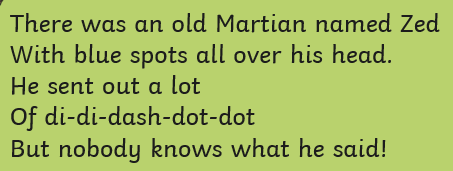 There was an old Martian named Zed
With blue spots all over his head.
He sent out a lot
Of di-di-dash-dot-dot
But nobody knows what he said!